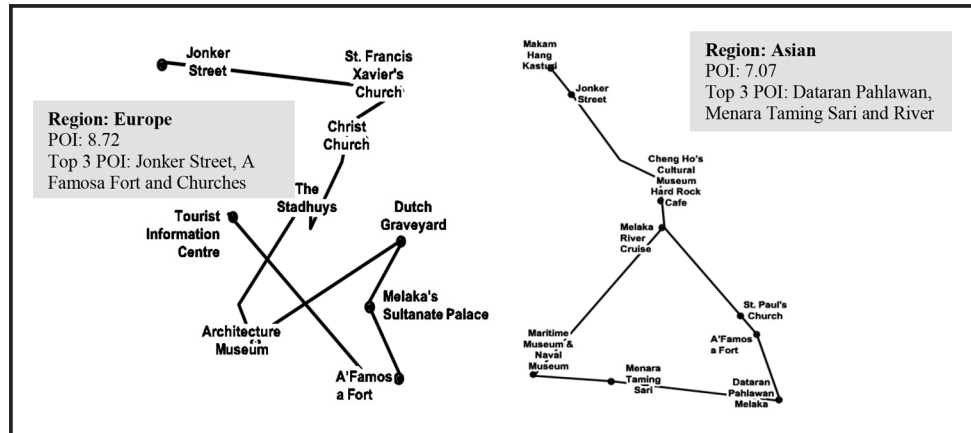 Jonker
Street
St. Francis
Xavier's
Church
Region: Europe
POI: 8.72
Top 3 POI: Jonker Street, A
Famosa Fort and Churches
Christ
Church
The
Stadhuys
Tourist
Information
Centre
Dutch
Graveyard
Melaka's
Sultanate Palace
Architecture
Museum
A'Famos
a Fort
Makam
Hang
Kasturi
Jonker
Street
Region: Asian
POI: 7.07
Top 3 POI: Dataran Pahlawan,
Menara Taming Sari and River
Cheng Ho's
Cultural
Museum
Hard Rock
Cafe
Melaka
River
Cruise
St. Paul's
Church
A'Famos
a Fort
Maritime
Museum &
Naval
Museum
Menara
Taming
Sari
Dataran
Pahlawan
Melaka